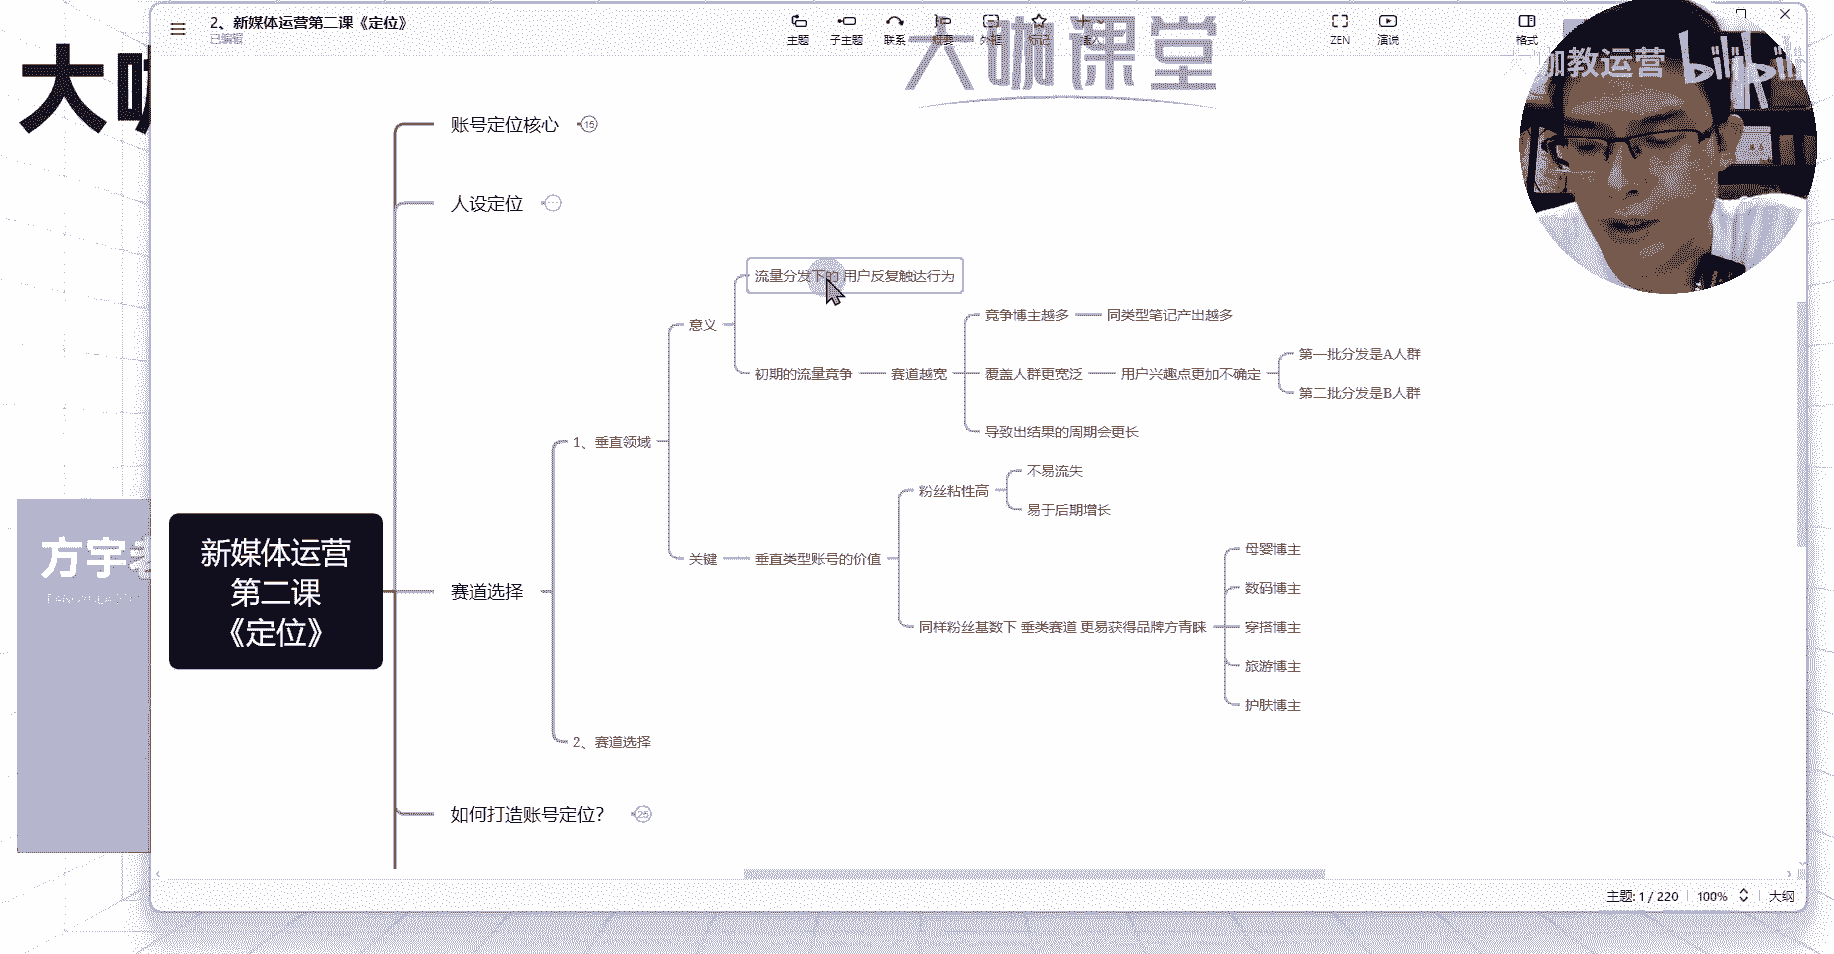 2、新媒体运营第二课《定位》
已编辑
主题
子主题
联系
概要
外框
标记
插入
ZEN
演说
格式
大咖课堂
咖教运营
bilibili
大咖
账号定位核心
15
人设定位
流量分发下的 用户反复触达行为
意义
竞争博主越多
同类型笔记产出越多
初期的流量竞争
赛道越宽
覆盖人群更宽泛
用户兴趣点更加不确定
第一批分发是A人群
第二批分发是B人群
导致出结果的周期会更长
1、垂直领域
粉丝粘性高
不易流失
易于后期增长
关键
垂直类型账号的价值
母婴博主
数码博主
同样粉丝基数下 垂类赛道 更易获得品牌方青睐
穿搭博主
旅游博主
护肤博主
方宇老
新媒体运营
第二课
《定位》
赛道选择
2、赛道选择
如何打造账号定位?
25
主题: 1 / 220
100%
大纲